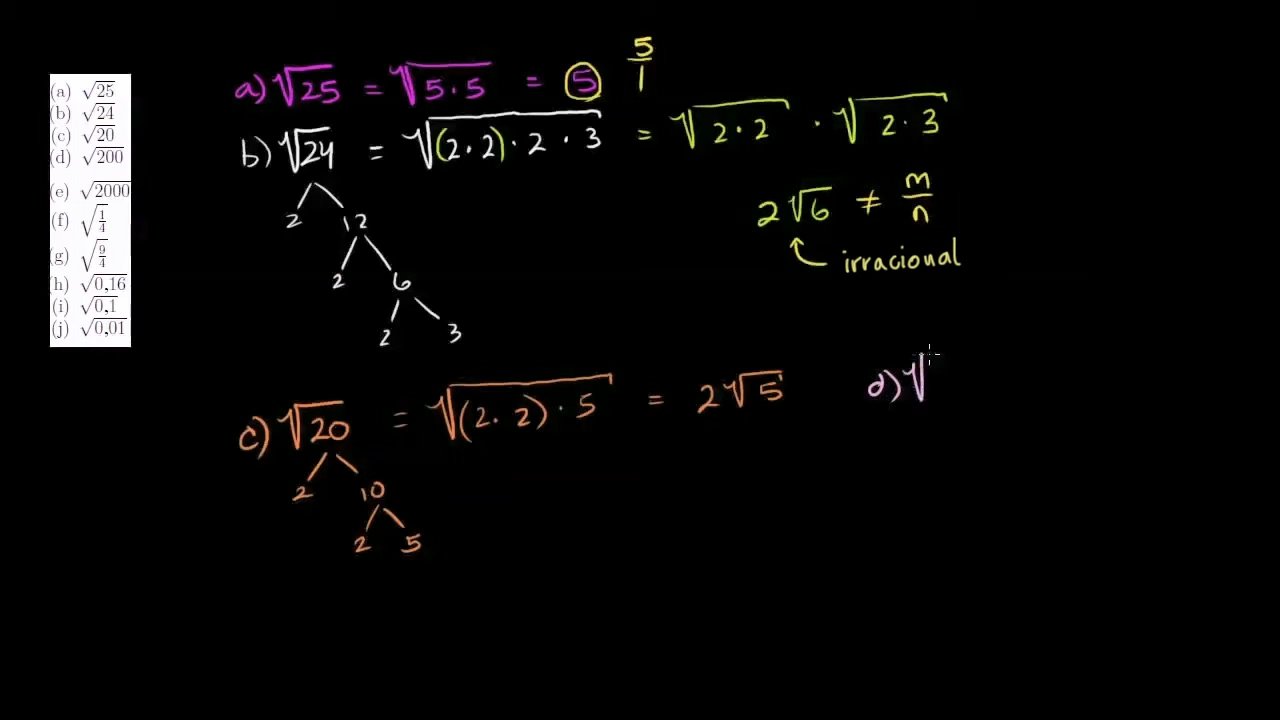 (a) √25
(b) √24
(c) √20
(d) √200
(e) √2000
(f) √(1/4)
(g) √(9/4)
(h) √0,16
(i) √0,1
(j) √0,01
a) √25 = √(5·5) = 5 5/1
b) √24 = √((2·2)·2·3) = √(2·2) · √(2·3)
2 12
2√6 ≠ m/n
irracional
2 6
2 3
c) √20 = √((2·2)·5) = 2√5
d) √
2 10
2 5